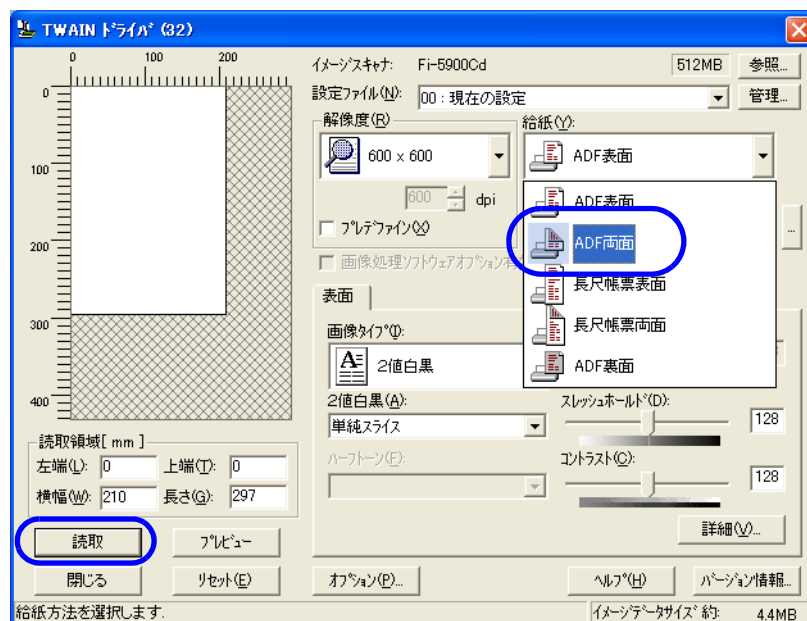 TWAIN ﾄﾞﾗｲﾊﾞ (32)
0 100 200
0
100
200
300
400
ｲﾒｰｼﾞｽｷｬﾅ: Fi-5900Cd 512MB 参照...
設定ﾌｧｲﾙ(N): 00 : 現在の設定 管理...
解像度(R)
600 × 600
600 dpi
ﾌﾟﾚﾃﾞﾌｧｲﾝ(X)
給紙(Y):
ADF表面
ADF表面
ADF両面
長尺帳票表面
長尺帳票両面
ADF裏面
...
画像処理ｿﾌﾄｳｪｱｵﾌﾟｼｮﾝ有
表面
画像ﾀｲﾌﾟ(I):
2値白黒
2値白黒(A):
単純ｽﾗｲｽ
ﾊｰﾌﾄｰﾝ(F):
ｽﾚｯｼｭﾎｰﾙﾄﾞ(D):
128
ｺﾝﾄﾗｽﾄ(C):
128
詳細(V)...
読取領域[ mm ]
左端(L): 0 上端(T): 0
横幅(W): 210 長さ(G): 297
読取 ﾌﾟﾚﾋﾞｭｰ
閉じる ﾘｾｯﾄ(E) ｵﾌﾟｼｮﾝ(P)... ﾍﾙﾌﾟ(H) ﾊﾞｰｼﾞｮﾝ情報...
給紙方法を選択します. ｲﾒｰｼﾞﾃﾞｰﾀｻｲｽﾞ 約: 4.4MB